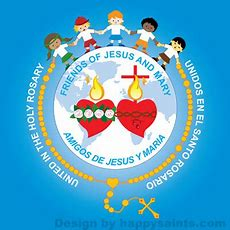 FRIENDS OF JESUS AND MARY
UNITED IN THE HOLY ROSARY
UNIDOS EN EL SANTO ROSARIO
AMIGOS DE JESUS Y MARIA
Design by happysaints.com